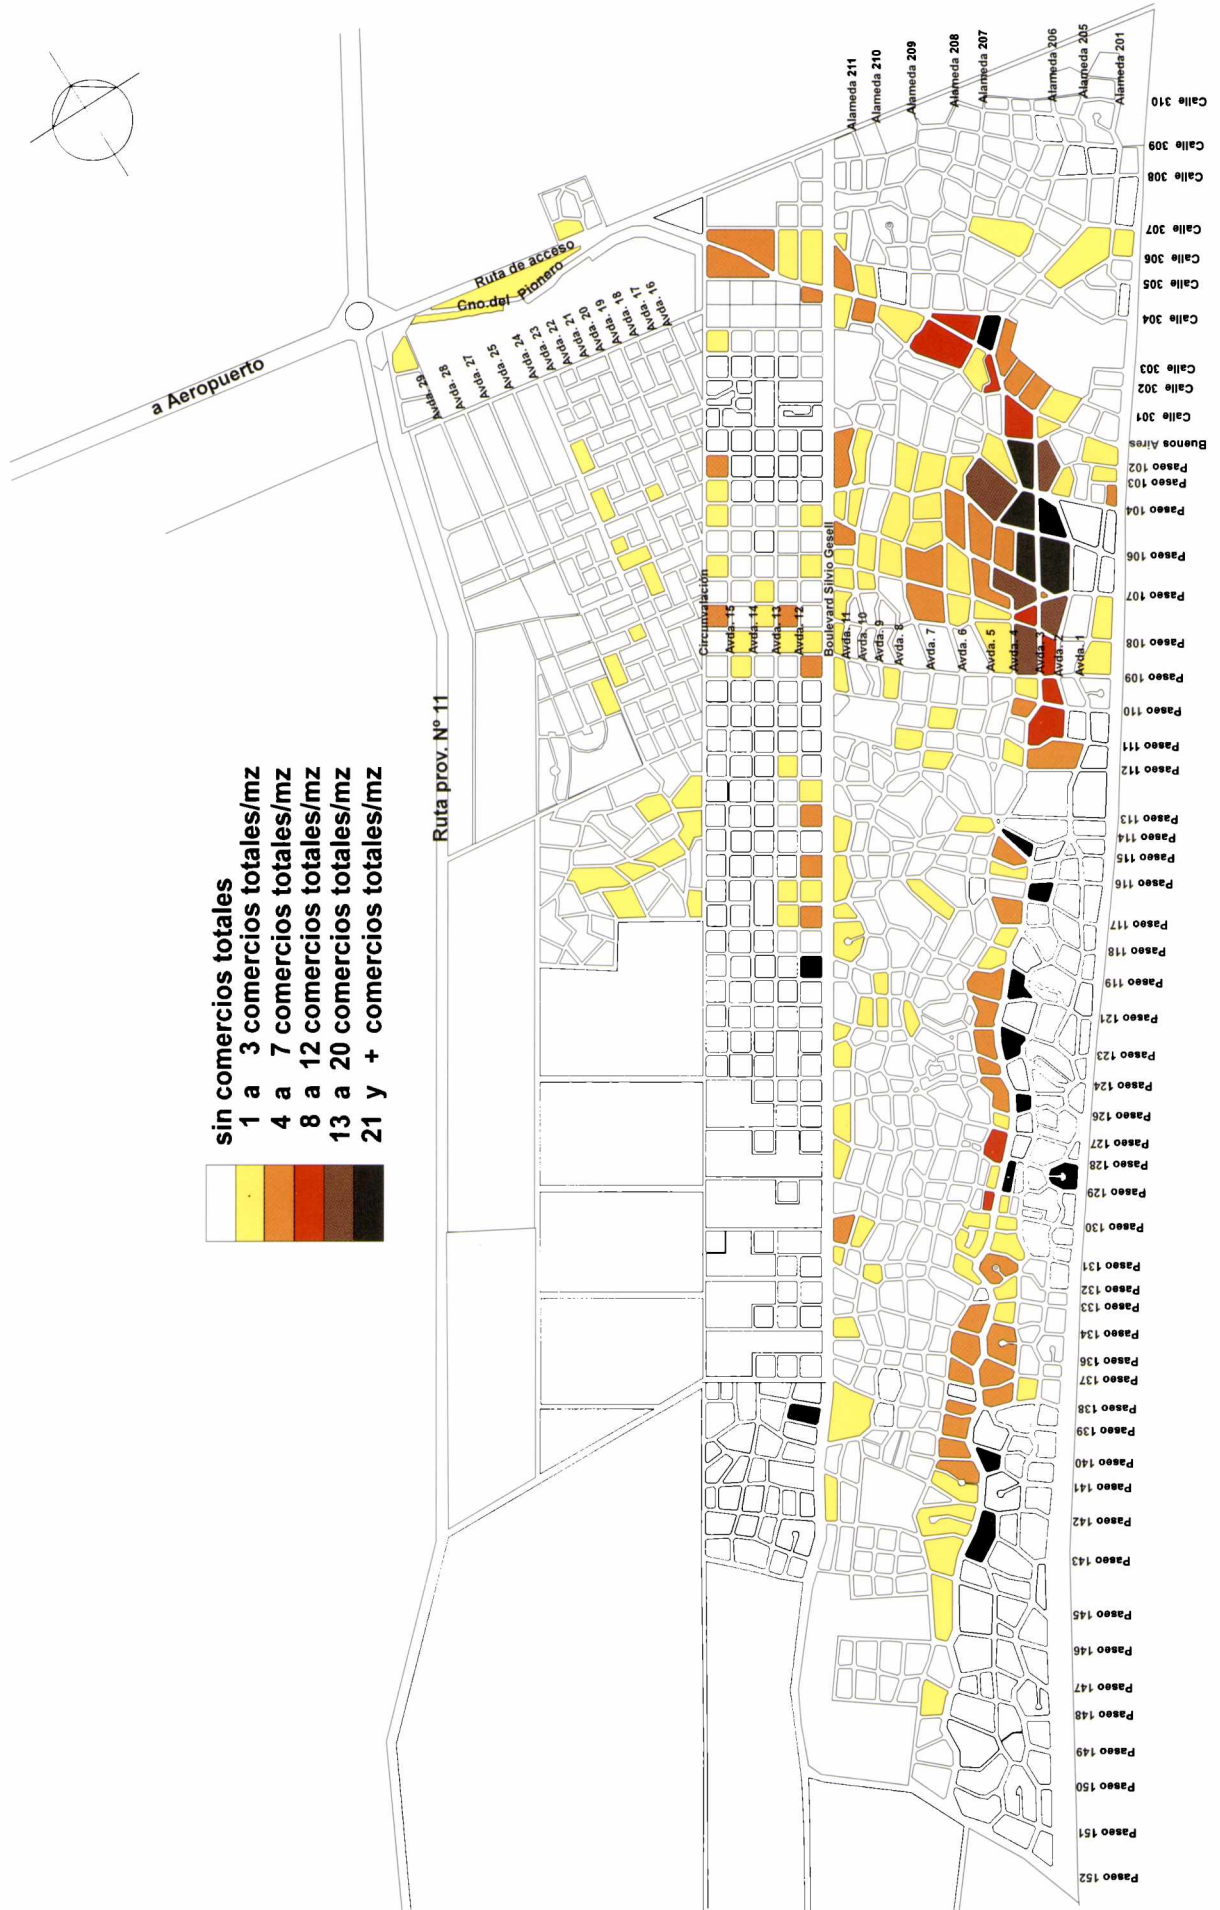 sin comercios totales
1 a 3 comercios totales/mz
4 a 7 comercios totales/mz
8 a 12 comercios totales/mz
13 a 20 comercios totales/mz
21 y + comercios totales/mz
a Aeropuerto
Ruta de acceso
Cno.del Pionero
Ruta prov. Nº 11
Avda. 29
Avda. 28
Avda. 27
Avda. 25
Avda. 24
Avda. 23
Avda. 22
Avda. 21
Avda. 20
Avda. 19
Avda. 18
Avda. 17
Avda. 16
Circunvalación
Avda. 15
Avda. 14
Avda. 13
Avda. 12
Boulevard Silvio Gesell
Avda. 11
Avda. 10
Avda. 9
Avda. 8
Avda. 7
Avda. 6
Avda. 5
Avda. 4
Avda. 3
Avda. 2
Avda. 1
Alameda 211
Alameda 210
Alameda 209
Alameda 208
Alameda 207
Alameda 206
Alameda 205
Alameda 201
Calle 310
Calle 309
Calle 308
Calle 307
Calle 306
Calle 305
Calle 304
Calle 303
Calle 302
Calle 301
Buenos Aires
Paseo 102
Paseo 103
Paseo 104
Paseo 106
Paseo 107
Paseo 108
Paseo 109
Paseo 110
Paseo 111
Paseo 112
Paseo 113
Paseo 114
Paseo 115
Paseo 116
Paseo 117
Paseo 118
Paseo 119
Paseo 121
Paseo 123
Paseo 124
Paseo 126
Paseo 127
Paseo 128
Paseo 129
Paseo 130
Paseo 131
Paseo 132
Paseo 133
Paseo 134
Paseo 136
Paseo 137
Paseo 138
Paseo 139
Paseo 140
Paseo 141
Paseo 142
Paseo 143
Paseo 145
Paseo 146
Paseo 147
Paseo 148
Paseo 149
Paseo 150
Paseo 151
Paseo 152